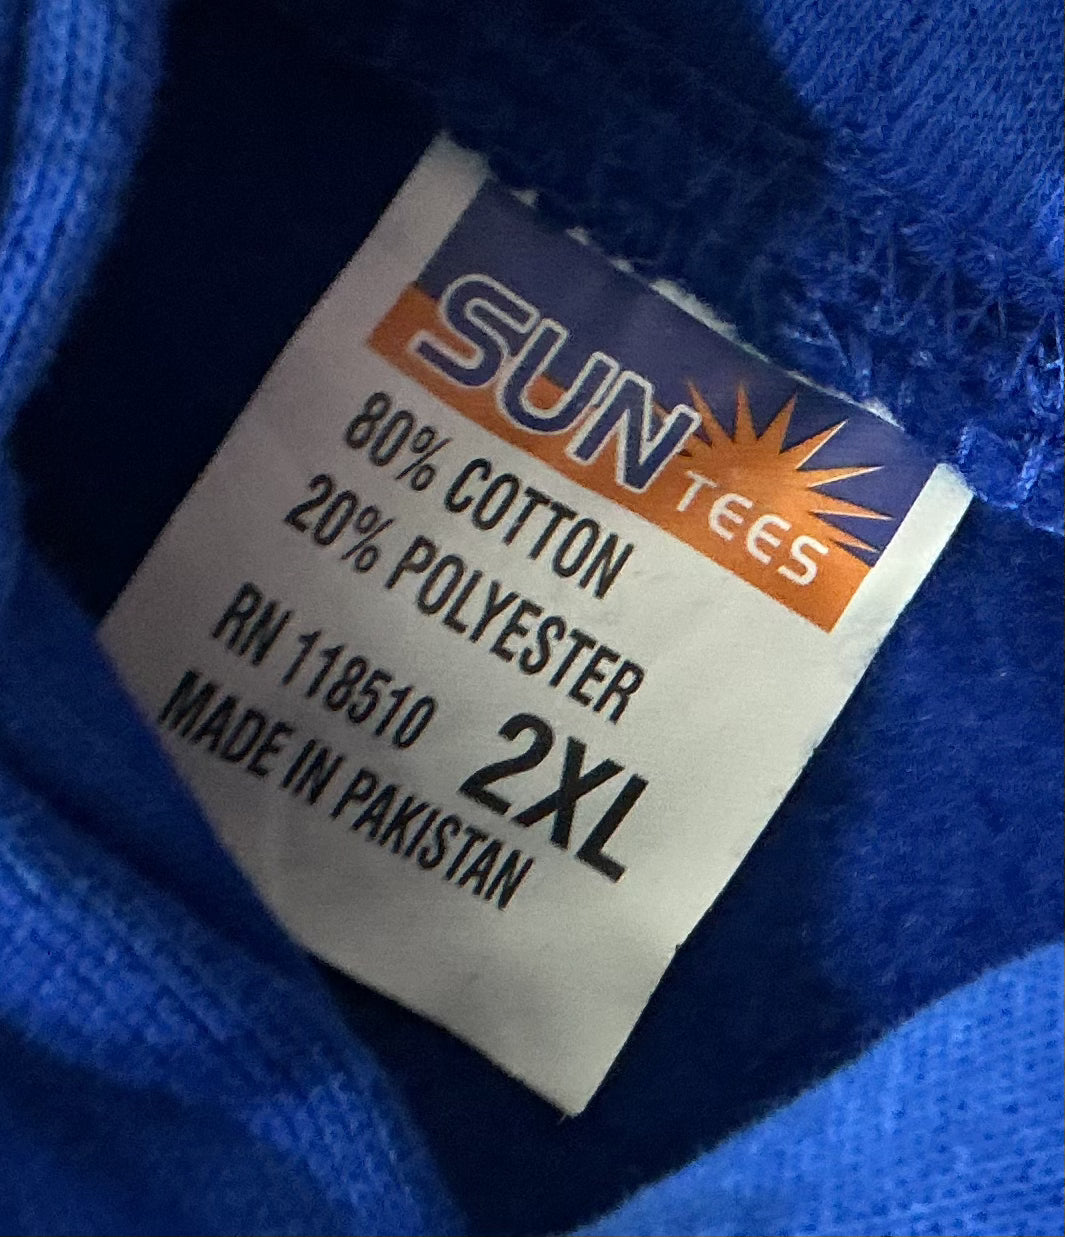 SUN
TEES
80% COTTON
20% POLYESTER
RN 118510
2XL
MADE IN PAKISTAN